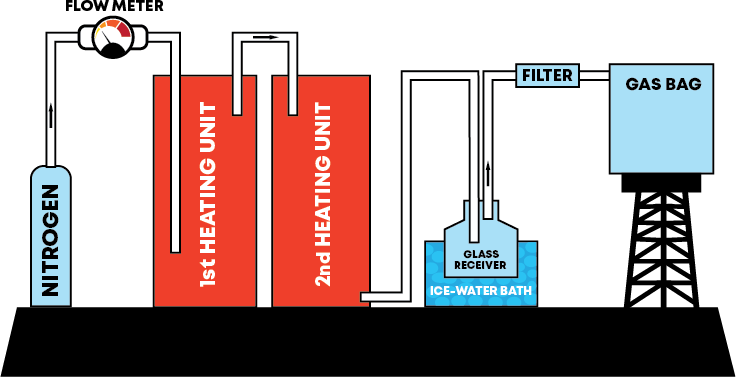 FLOW METER
NITROGEN
1st HEATING UNIT
2nd HEATING UNIT
GLASS
RECEIVER
ICE-WATER BATH
FILTER
GAS BAG